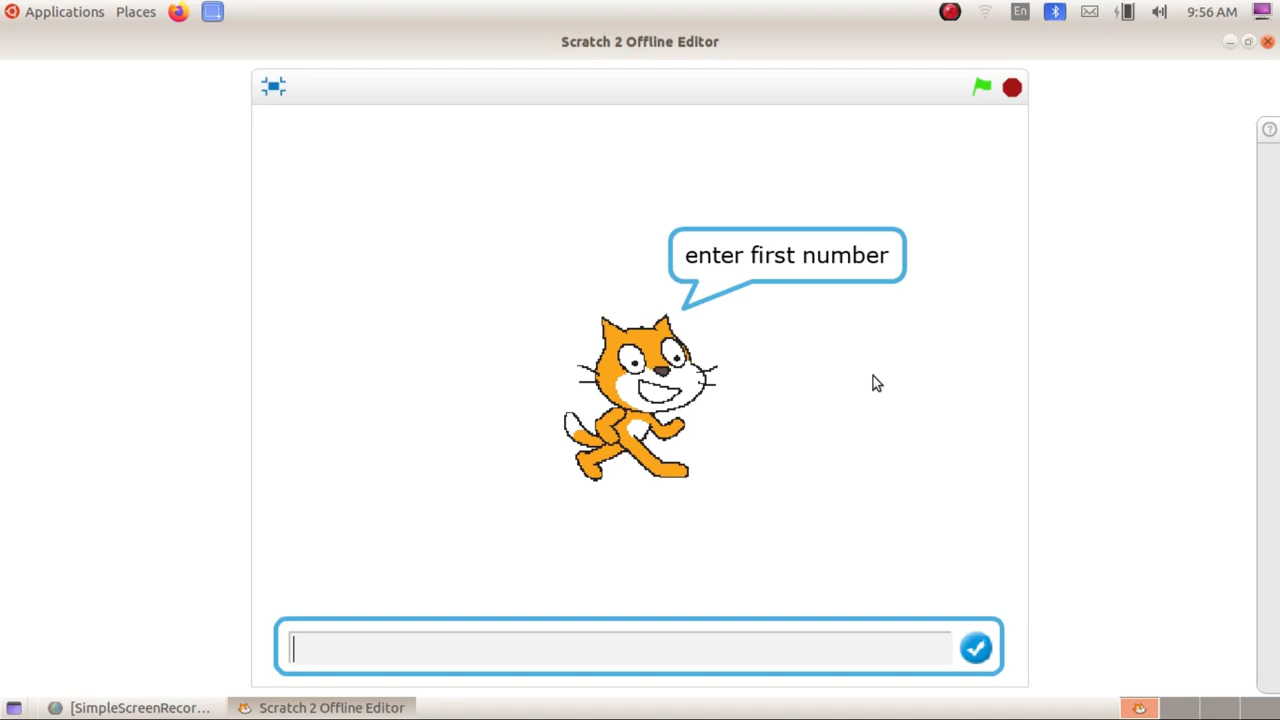 Applications Places En 9:56 AM
Scratch 2 Offline Editor
?
enter first number
[SimpleScreenRecor... Scratch 2 Offline Editor